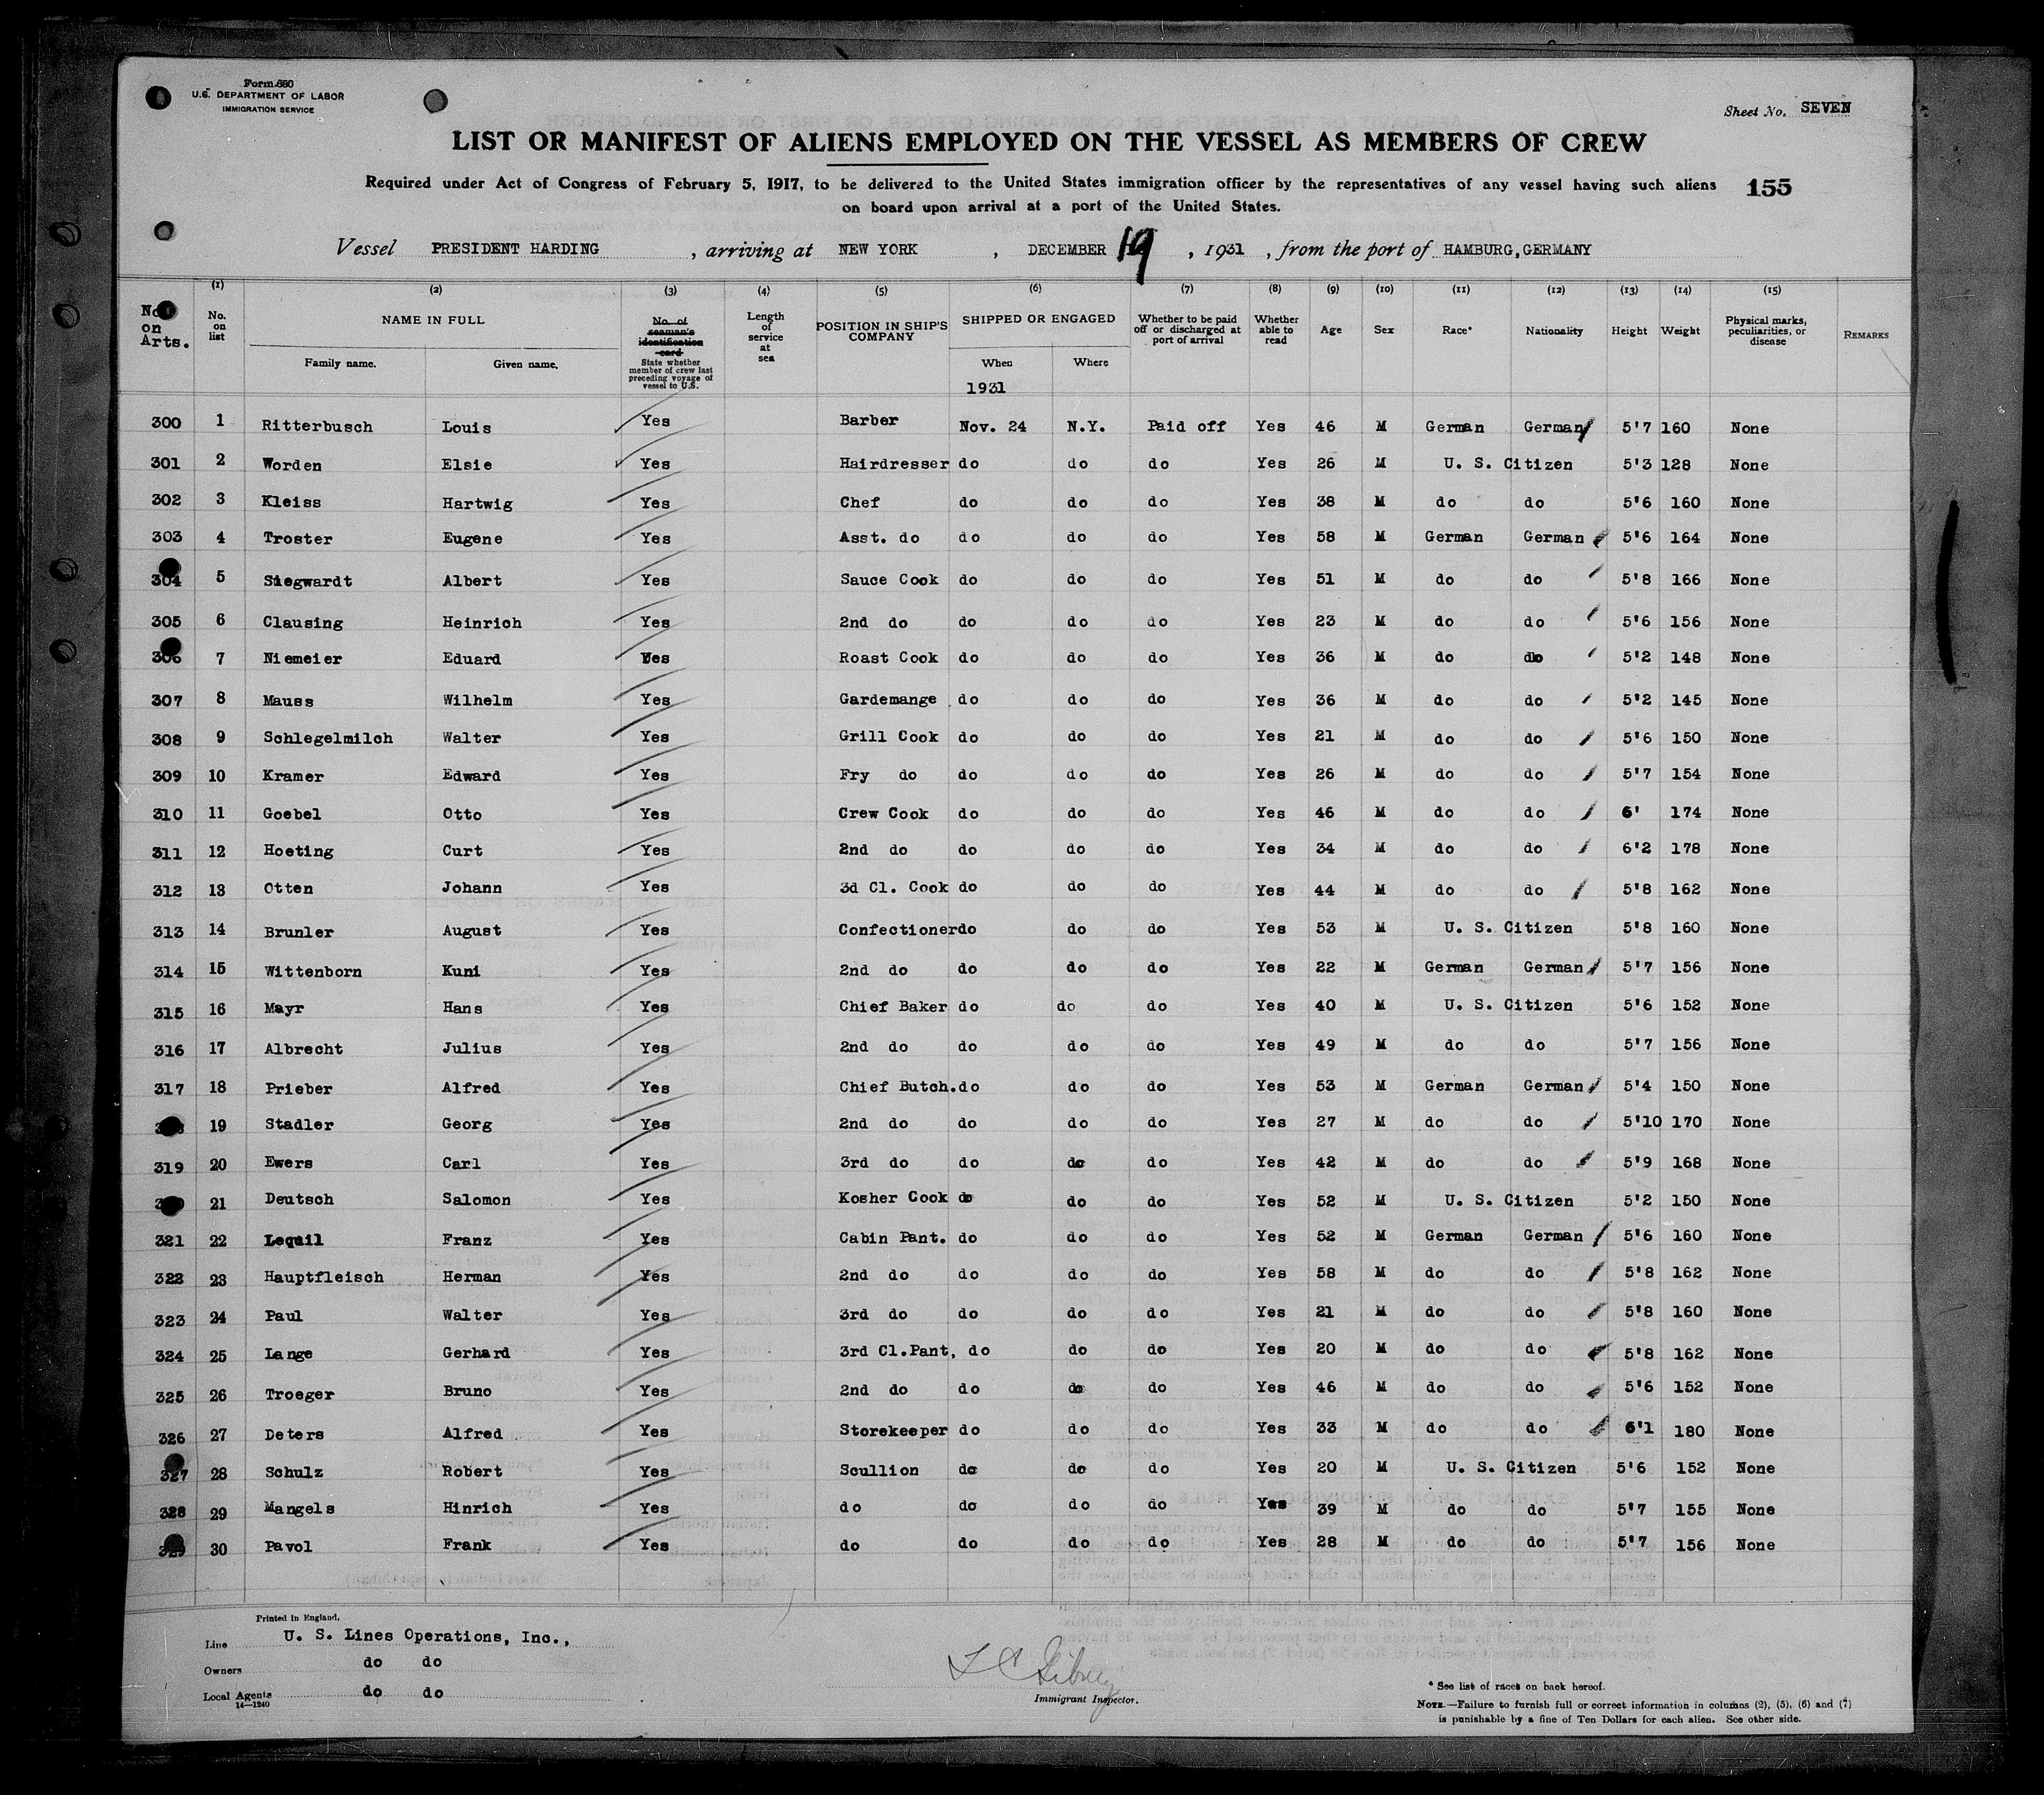 Form 680
U.S. DEPARTMENT OF LABOR
IMMIGRATION SERVICE
Sheet No. SEVEN
LIST OR MANIFEST OF ALIENS EMPLOYED ON THE VESSEL AS MEMBERS OF CREW
Required under Act of Congress of February 5, 1917, to be delivered to the United States immigration officer by the representatives of any vessel having such aliens
on board upon arrival at a port of the United States.
155
Vessel PRESIDENT HARDING, arriving at NEW YORK, DECEMBER 19, 1931, from the port of HAMBURG, GERMANY
No. on Arts. (1) No. on list (2) NAME IN FULL Family name. Given name. (3) No. of seaman's identification card State whether member of crew last preceding voyage of vessel to U.S. (4) Length of service at sea (5) POSITION IN SHIP'S COMPANY (6) SHIPPED OR ENGAGED When 1931 Where (7) Whether to be paid off or discharged at port of arrival (8) Whether able to read (9) Age (10) Sex (11) Race* (12) Nationality (13) Height (14) Weight (15) Physical marks, peculiarities, or disease REMARKS
300 1 Ritterbusch Louis Yes Barber Nov. 24 N.Y. Paid off Yes 46 M German German 5'7 160 None
301 2 Worden Elsie Yes Hairdresser do do do Yes 26 M U. S. Citizen 5'3 128 None
302 3 Kleiss Hartwig Yes Chef do do do Yes 38 M do do 5'6 160 None
303 4 Troster Eugene Yes Asst. do do do do Yes 58 M German German 5'6 164 None
304 5 Siegwardt Albert Yes Sauce Cook do do do Yes 51 M do do 5'8 166 None
305 6 Clausing Heinrich Yes 2nd do do do do Yes 23 M do do 5'6 156 None
306 7 Niemeier Eduard Yes Roast Cook do do do Yes 36 M do do 5'2 148 None
307 8 Mauss Wilhelm Yes Gardemange do do do Yes 36 M do do 5'2 145 None
308 9 Schlegelmilch Walter Yes Grill Cook do do do Yes 21 M do do 5'6 150 None
309 10 Kramer Edward Yes Fry do do do do Yes 26 M do do 5'7 154 None
310 11 Goebel Otto Yes Crew Cook do do do Yes 46 M do do 6' 174 None
311 12 Hoeting Curt Yes 2nd do do do do Yes 34 M do do 6'2 178 None
312 13 Otten Johann Yes 3d Cl. Cook do do do Yes 44 M do do 5'8 162 None
313 14 Brunler August Yes Confectioner do do do Yes 53 M U. S. Citizen 5'8 160 None
314 15 Wittenborn Kuni Yes 2nd do do do do Yes 22 M German German 5'7 156 None
315 16 Mayr Hans Yes Chief Baker do do do Yes 40 M U. S. Citizen 5'6 152 None
316 17 Albrecht Julius Yes 2nd do do do do Yes 49 M do do 5'7 156 None
317 18 Prieber Alfred Yes Chief Butch. do do do Yes 53 M German German 5'4 150 None
19 Stadler Georg Yes 2nd do do do do Yes 27 M do do 5'10 170 None
319 20 Ewers Carl Yes 3rd do do do do Yes 42 M do do 5'9 168 None
21 Deutsch Salomon Yes Kosher Cook do do do Yes 52 M U. S. Citizen 5'2 150 None
321 22 Lequil Franz Yes Cabin Pant. do do do Yes 52 M German German 5'6 160 None
322 23 Hauptfleisch Herman Yes 2nd do do do do Yes 58 M do do 5'8 162 None
323 24 Paul Walter Yes 3rd do do do do Yes 21 M do do 5'8 160 None
324 25 Lange Gerhard Yes 3rd Cl.Pant, do do do Yes 20 M do do 5'8 162 None
325 26 Troeger Bruno Yes 2nd do do do do Yes 46 M do do 5'6 152 None
326 27 Deters Alfred Yes Storekeeper do do do Yes 33 M do do 6'1 180 None
327 28 Schulz Robert Yes Scullion do do do Yes 20 M U. S. Citizen 5'6 152 None
328 29 Mangels Hinrich Yes do do do do Yes 39 M do do 5'7 155 None
329 30 Pavol Frank Yes do do do do Yes 28 M do do 5'7 156 None
Printed in England.
Line U. S. Lines Operations, Inc.,
Owners do do
Local Agents do do
14—1240
Immigrant Inspector.
* See list of races on back hereof.
NOTE.—Failure to furnish full or correct information in columns (2), (5), (6) and (7)
is punishable by a fine of Ten Dollars for each alien. See other side.